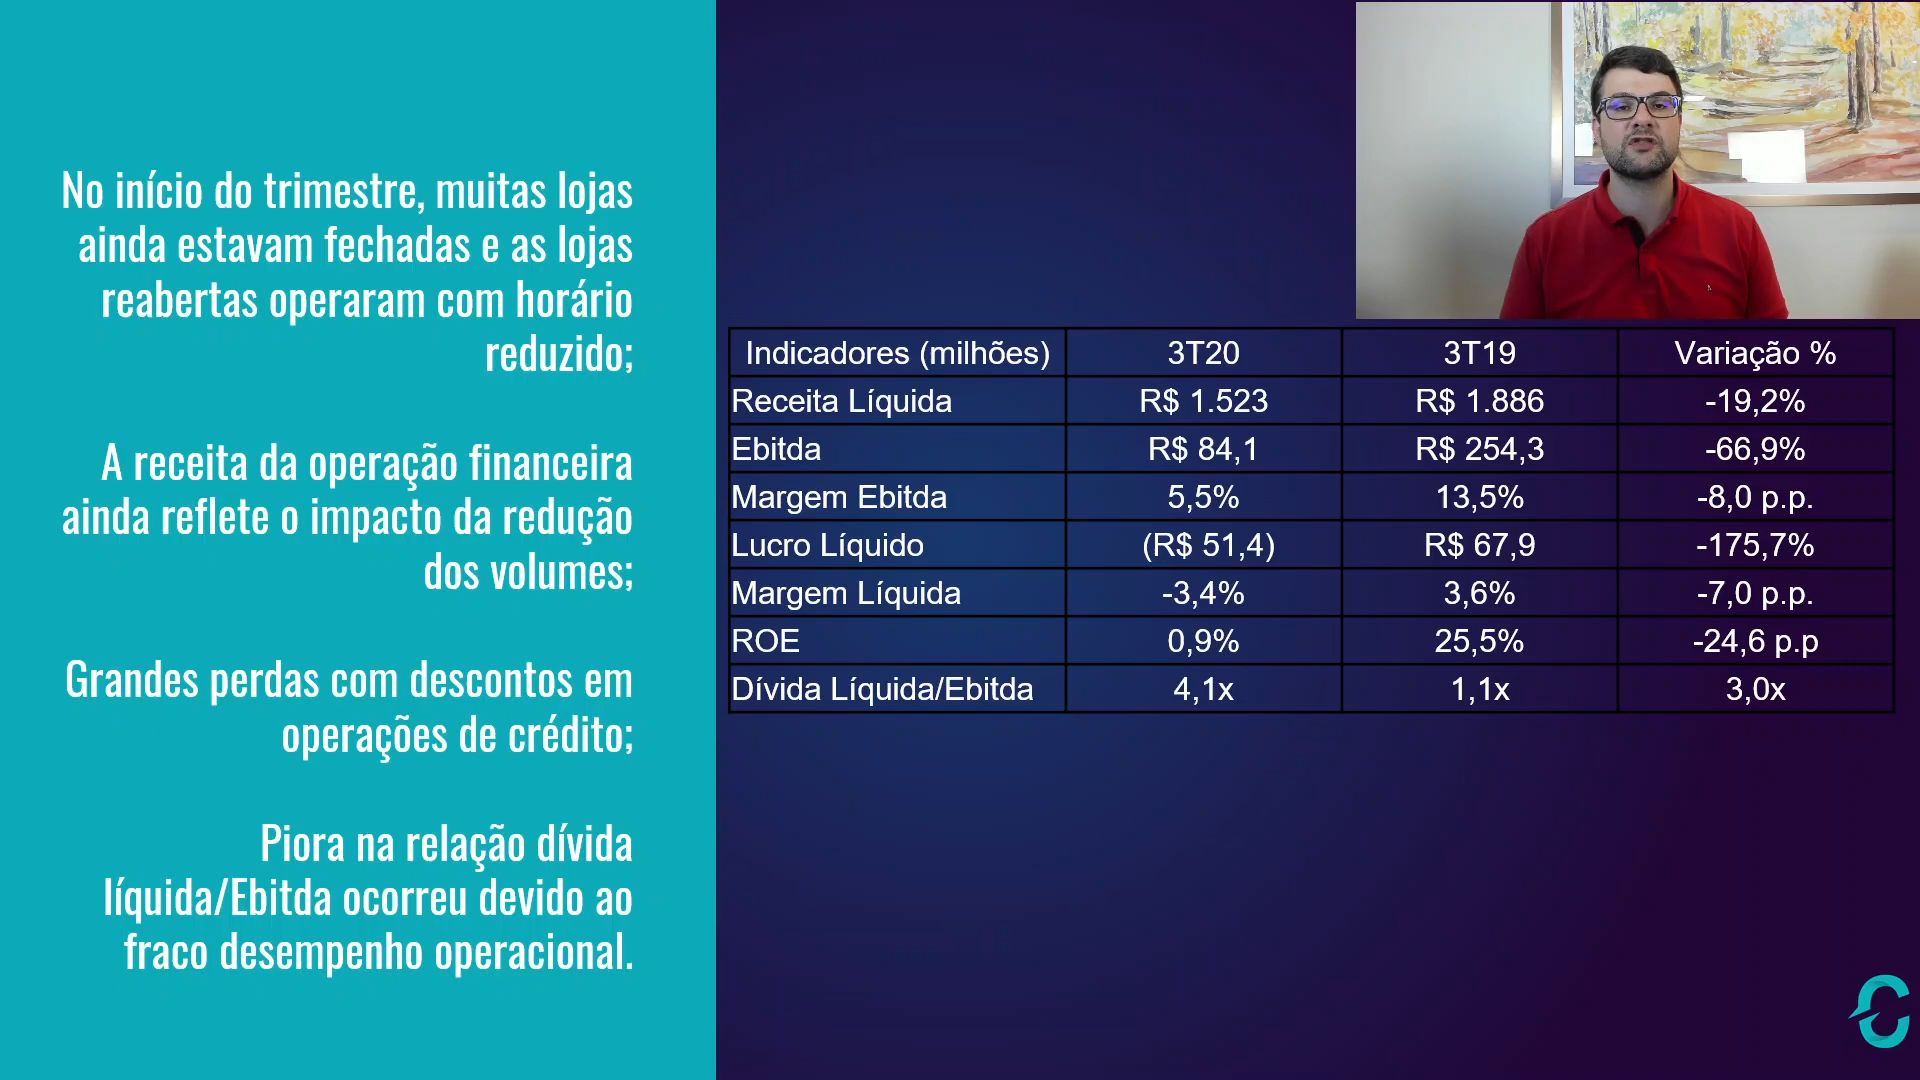 No início do trimestre, muitas lojas
ainda estavam fechadas e as lojas
reabertas operaram com horário
reduzido;
A receita da operação financeira
ainda reflete o impacto da redução
dos volumes;
Grandes perdas com descontos em
operações de crédito;
Piora na relação dívida
líquida/Ebitda ocorreu devido ao
fraco desempenho operacional.
Indicadores (milhões) 3T20 3T19 Variação %
Receita Líquida R$ 1.523 R$ 1.886 -19,2%
Ebitda R$ 84,1 R$ 254,3 -66,9%
Margem Ebitda 5,5% 13,5% -8,0 p.p.
Lucro Líquido (R$ 51,4) R$ 67,9 -175,7%
Margem Líquida -3,4% 3,6% -7,0 p.p.
ROE 0,9% 25,5% -24,6 p.p
Dívida Líquida/Ebitda 4,1x 1,1x 3,0x